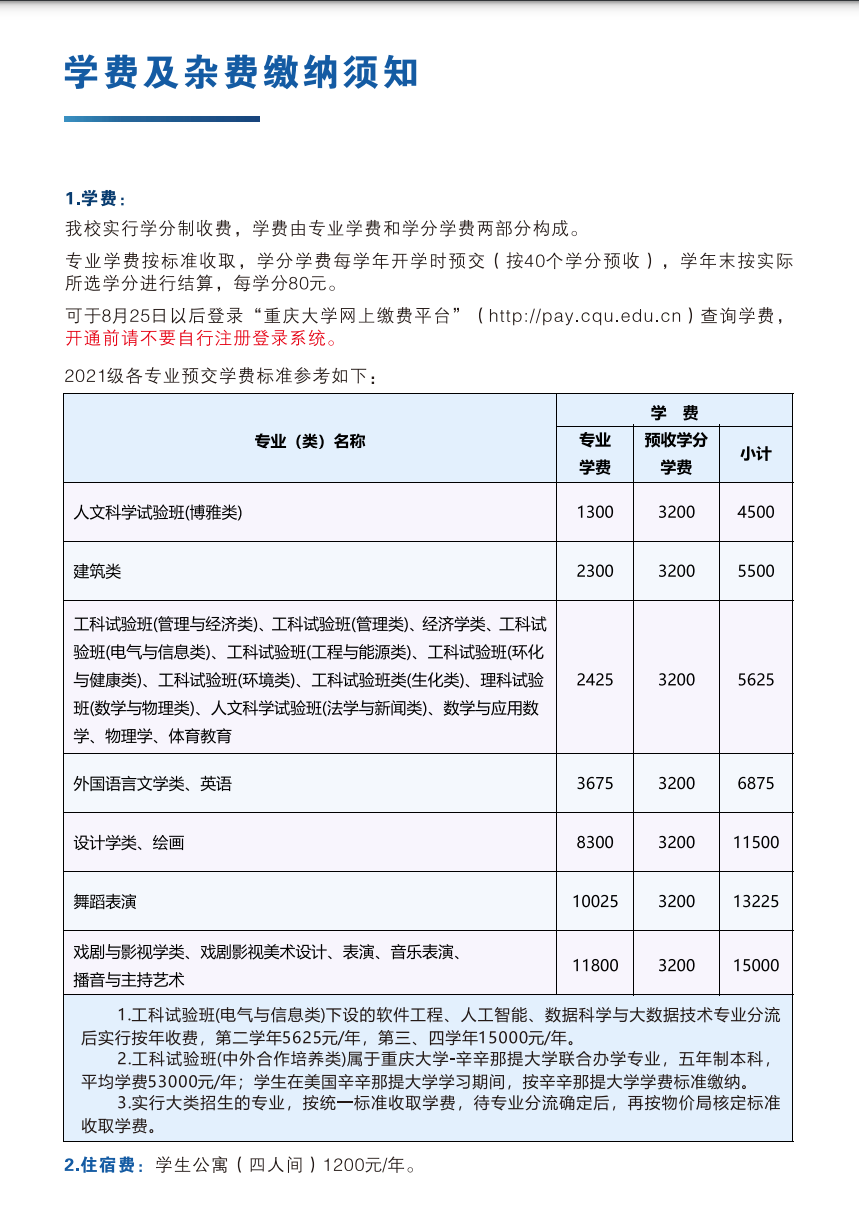 学费及杂费缴纳须知
1.学费：
我校实行学分制收费，学费由专业学费和学分学费两部分构成。
专业学费按标准收取，学分学费每学年开学时预交（按40个学分预收），学年末按实际
所选学分进行结算，每学分80元。
可于8月25日以后登录“重庆大学网上缴费平台”（http://pay.cqu.edu.cn）查询学费，
开通前请不要自行注册登录系统。
2021级各专业预交学费标准参考如下：
专业（类）名称
学 费
专业
学费
预收学分
学费
小计
人文科学试验班(博雅类) 1300 3200 4500
建筑类 2300 3200 5500
工科试验班(管理与经济类)、工科试验班(管理类)、经济学类、工科试
验班(电气与信息类)、工科试验班(工程与能源类)、工科试验班(环化
与健康类)、工科试验班(环境类)、工科试验班类(生化类)、理科试验
班(数学与物理类)、人文科学试验班(法学与新闻类)、数学与应用数
学、物理学、体育教育
2425 3200 5625
外国语言文学类、英语 3675 3200 6875
设计学类、绘画 8300 3200 11500
舞蹈表演 10025 3200 13225
戏剧与影视学类、戏剧影视美术设计、表演、音乐表演、
播音与主持艺术
11800 3200 15000
1.工科试验班(电气与信息类)下设的软件工程、人工智能、数据科学与大数据技术专业分流
后实行按年收费，第二学年5625元/年，第三、四学年15000元/年。
2.工科试验班(中外合作培养类)属于重庆大学-辛辛那提大学联合办学专业，五年制本科，
平均学费53000元/年；学生在美国辛辛那提大学学习期间，按辛辛那提大学学费标准缴纳。
3.实行大类招生的专业，按统一标准收取学费，待专业分流确定后，再按物价局核定标准
收取学费。
2.住宿费：学生公寓（四人间）1200元/年。